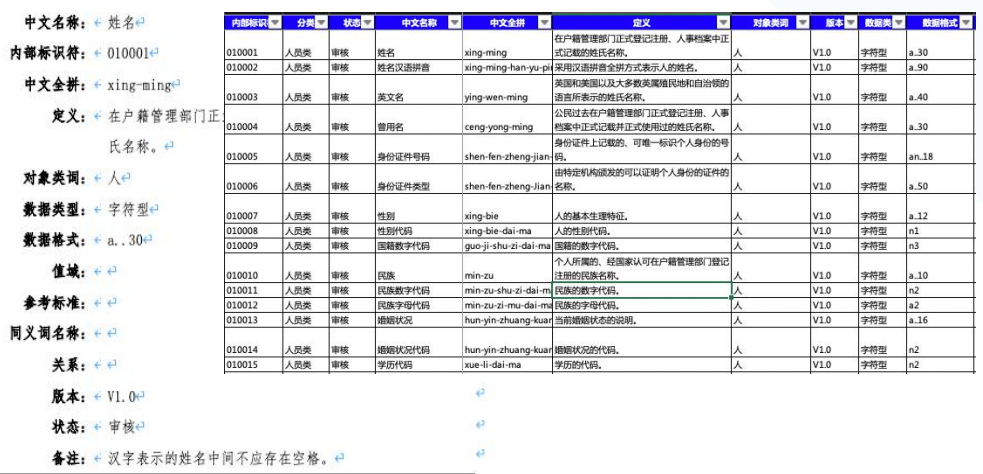 中文名称： 姓名
内部标识符： 010001
中文全拼： xing-ming
定义： 在户籍管理部门正
氏名称。
对象类词： 人
数据类型： 字符型
数据格式： a..30
值域：
参考标准：
同义词名称：
关系：
版本： V1.0
状态： 审核
备注： 汉字表示的姓名中间不应存在空格。
内部标识 分类 状态 中文名称 中文全拼 定义 对象类词 版本 数据类 数据格式
在户籍管理部门正式登记注册、人事档案中正
010001 人员类 审核 姓名 xing-ming 式记载的姓氏名称。 人 V1.0 字符型 a..30
010002 人员类 审核 姓名汉语拼音 xing-ming-han-yu-pi 采用汉语拼音全拼方式表示人的姓名。 人 V1.0 字符型 a..90
英国和美国以及大多数英属殖民地和自治领的
010003 人员类 审核 英文名 ying-wen-ming 语言所表示的姓氏名称。 人 V1.0 字符型 a..40
公民过去在户籍管理部门正式登记注册、人事
010004 人员类 审核 曾用名 ceng-yong-ming 档案中正式记载并正式使用过的姓氏名称。 人 V1.0 字符型 a..30
身份证件上记载的、可唯一标识个人身份的号
010005 人员类 审核 身份证件号码 shen-fen-zheng-jian- 码。 人 V1.0 字符型 an..18
由特定机构颁发的可以证明个人身份的证件的
010006 人员类 审核 身份证件类型 shen-fen-zheng-Jian- 名称。 人 V1.0 字符型 a..50
010007 人员类 审核 性别 xing-bie 人的基本生理特征。 人 V1.0 字符型 a..12
010008 人员类 审核 性别代码 xing-bie-dai-ma 人的性别代码。 人 V1.0 字符型 n1
010009 人员类 审核 国籍数字代码 guo-ji-shu-zi-dai-ma 国籍的数字代码。 人 V1.0 字符型 n3
个人所属的、经国家认可在户籍管理部门登记
010010 人员类 审核 民族 min-zu 注册的民族名称。 人 V1.0 字符型 a..10
010011 人员类 审核 民族数字代码 min-zu-shu-zi-dai-m 民族的数字代码。 人 V1.0 字符型 n2
010012 人员类 审核 民族字母代码 min-zu-zi-mu-dai-ma 民族的字母代码。 人 V1.0 字符型 a2
010013 人员类 审核 婚姻状况 hun-yin-zhuang-kuar 当前婚姻状态的说明。 人 V1.0 字符型 a..16
010014 人员类 审核 婚姻状况代码 hun-yin-zhuang-kuar 婚姻状况的代码。 人 V1.0 字符型 n2
010015 人员类 审核 学历代码 xue-li-dai-ma 学历的代码。 人 V1.0 字符型 n2